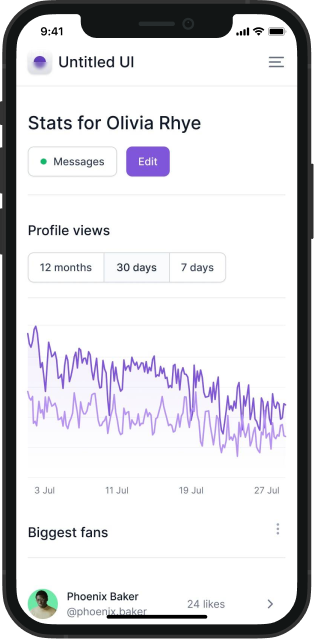 9:41
Untitled UI
Stats for Olivia Rhye
Messages Edit
Profile views
12 months 30 days 7 days
3 Jul 11 Jul 19 Jul 27 Jul
Biggest fans
Phoenix Baker
@phoenix.baker 24 likes